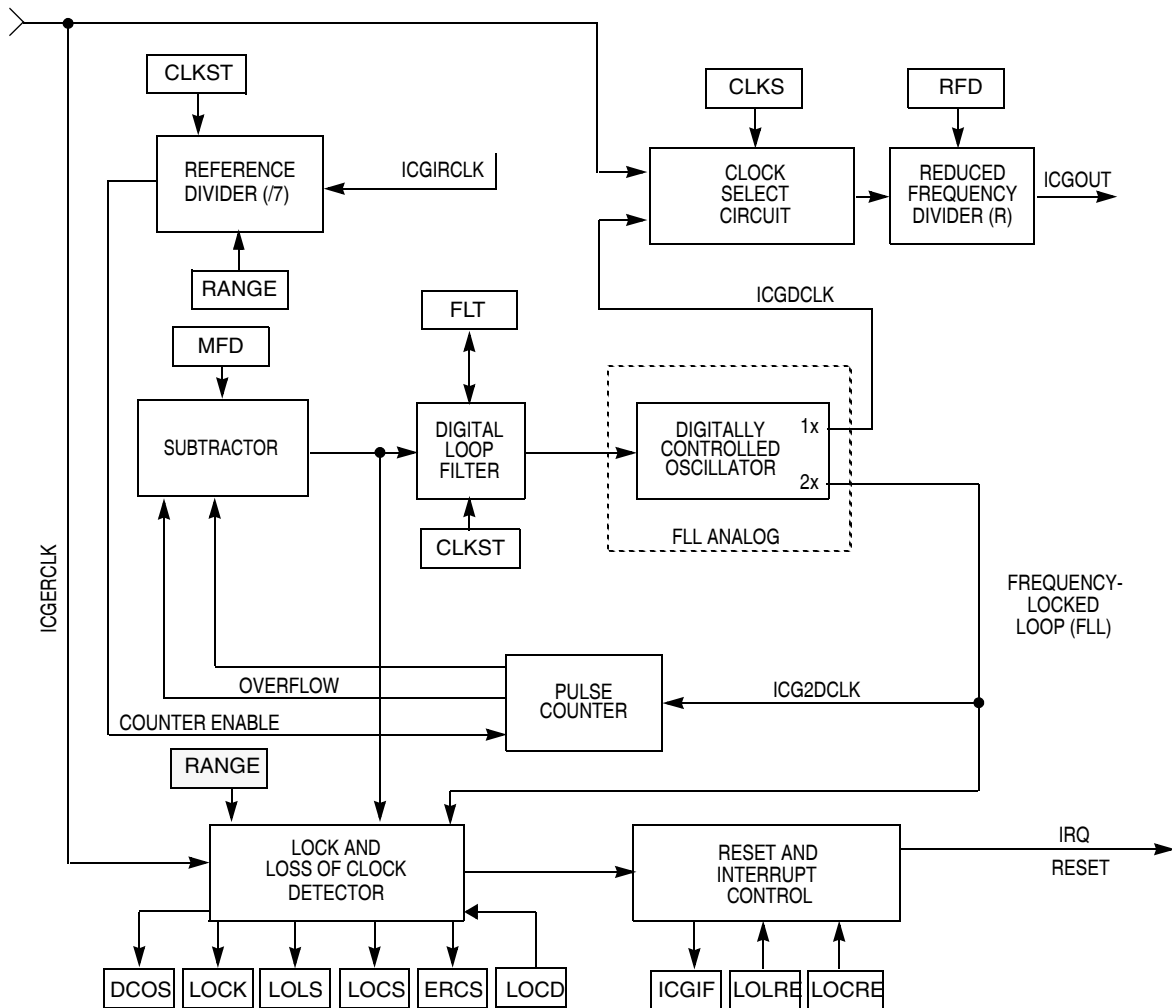 CLKST
CLKS
RFD
REFERENCE
DIVIDER (/7)
ICGIRCLK
CLOCK
SELECT
CIRCUIT
REDUCED
FREQUENCY
DIVIDER (R)
ICGOUT
RANGE
ICGDCLK
FLT
MFD
SUBTRACTOR
DIGITAL
LOOP
FILTER
DIGITALLY
CONTROLLED
OSCILLATOR
1x
2x
FLL ANALOG
CLKST
ICGERCLK
FREQUENCY-
LOCKED
LOOP (FLL)
OVERFLOW
PULSE
COUNTER
ICG2DCLK
COUNTER ENABLE
RANGE
LOCK AND
LOSS OF CLOCK
DETECTOR
RESET AND
INTERRUPT
CONTROL
IRQ
RESET
DCOS
LOCK
LOLS
LOCS
ERCS
LOCD
ICGIF
LOLRE
LOCRE